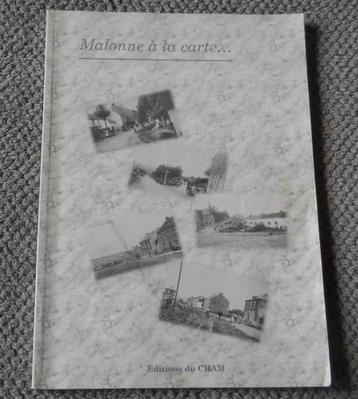 Malonne à la carte...
Editions du CHAM